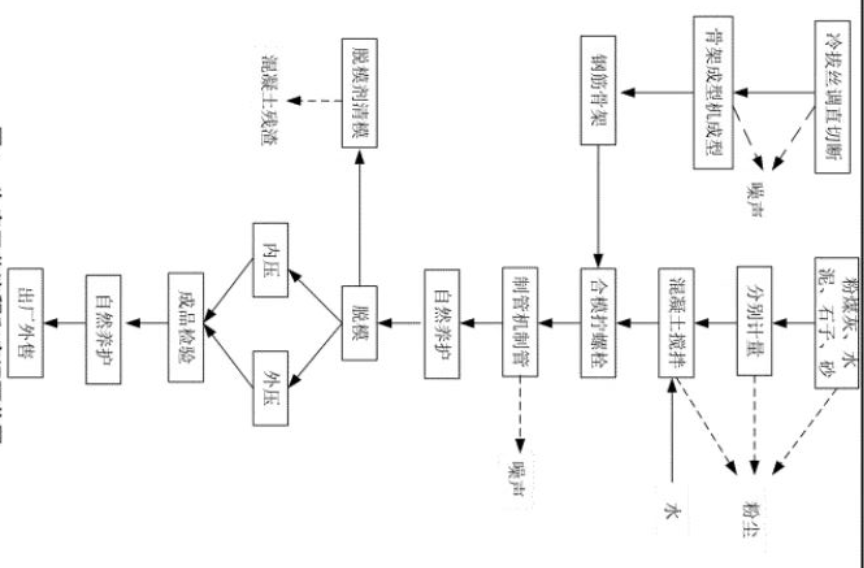 冷拔丝调直切断
骨架成型机成型
噪声
钢筋骨架
粉煤灰、水
泥、石子、砂
分别计量
粉尘
混凝土搅拌
水
合模拧螺栓
制管机制管
噪声
自然养护
脱模
脱模剂清模
混凝土残渣
内压
外压
成品检验
自然养护
出厂外售